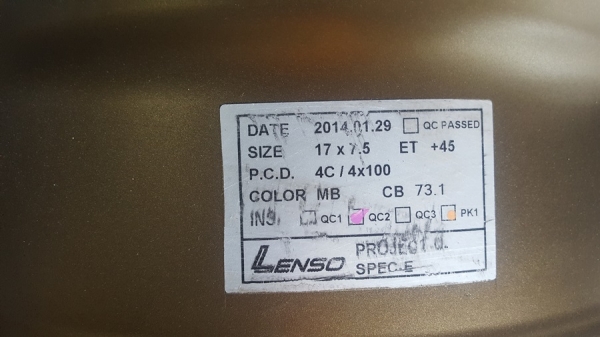 DATE 2014.01.29 QC PASSED
SIZE 17 x 7.5 ET +45
P.C.D. 4C / 4x100
COLOR MB CB 73.1
INS. QC1 QC2 QC3 PK1
LENSO PROJECT d.
SPEC-E